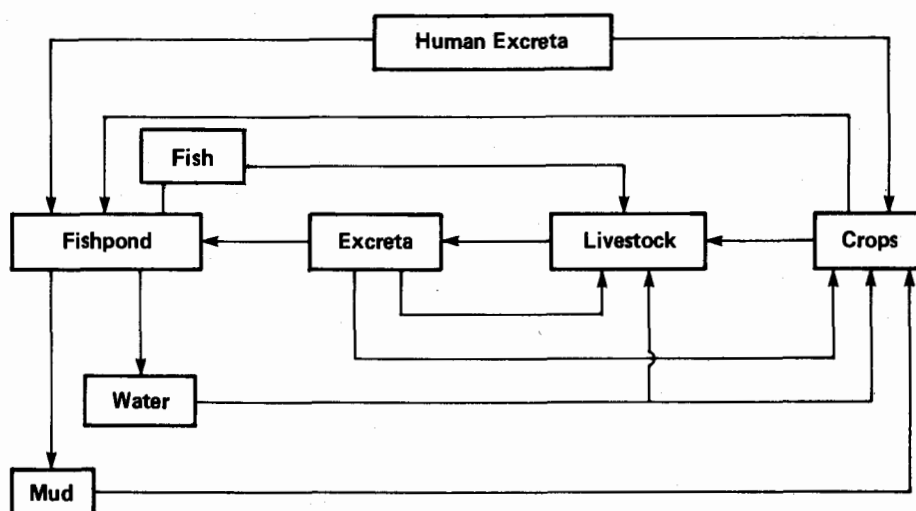 Human Excreta
Fish
Fishpond
Excreta
Livestock
Crops
Water
Mud